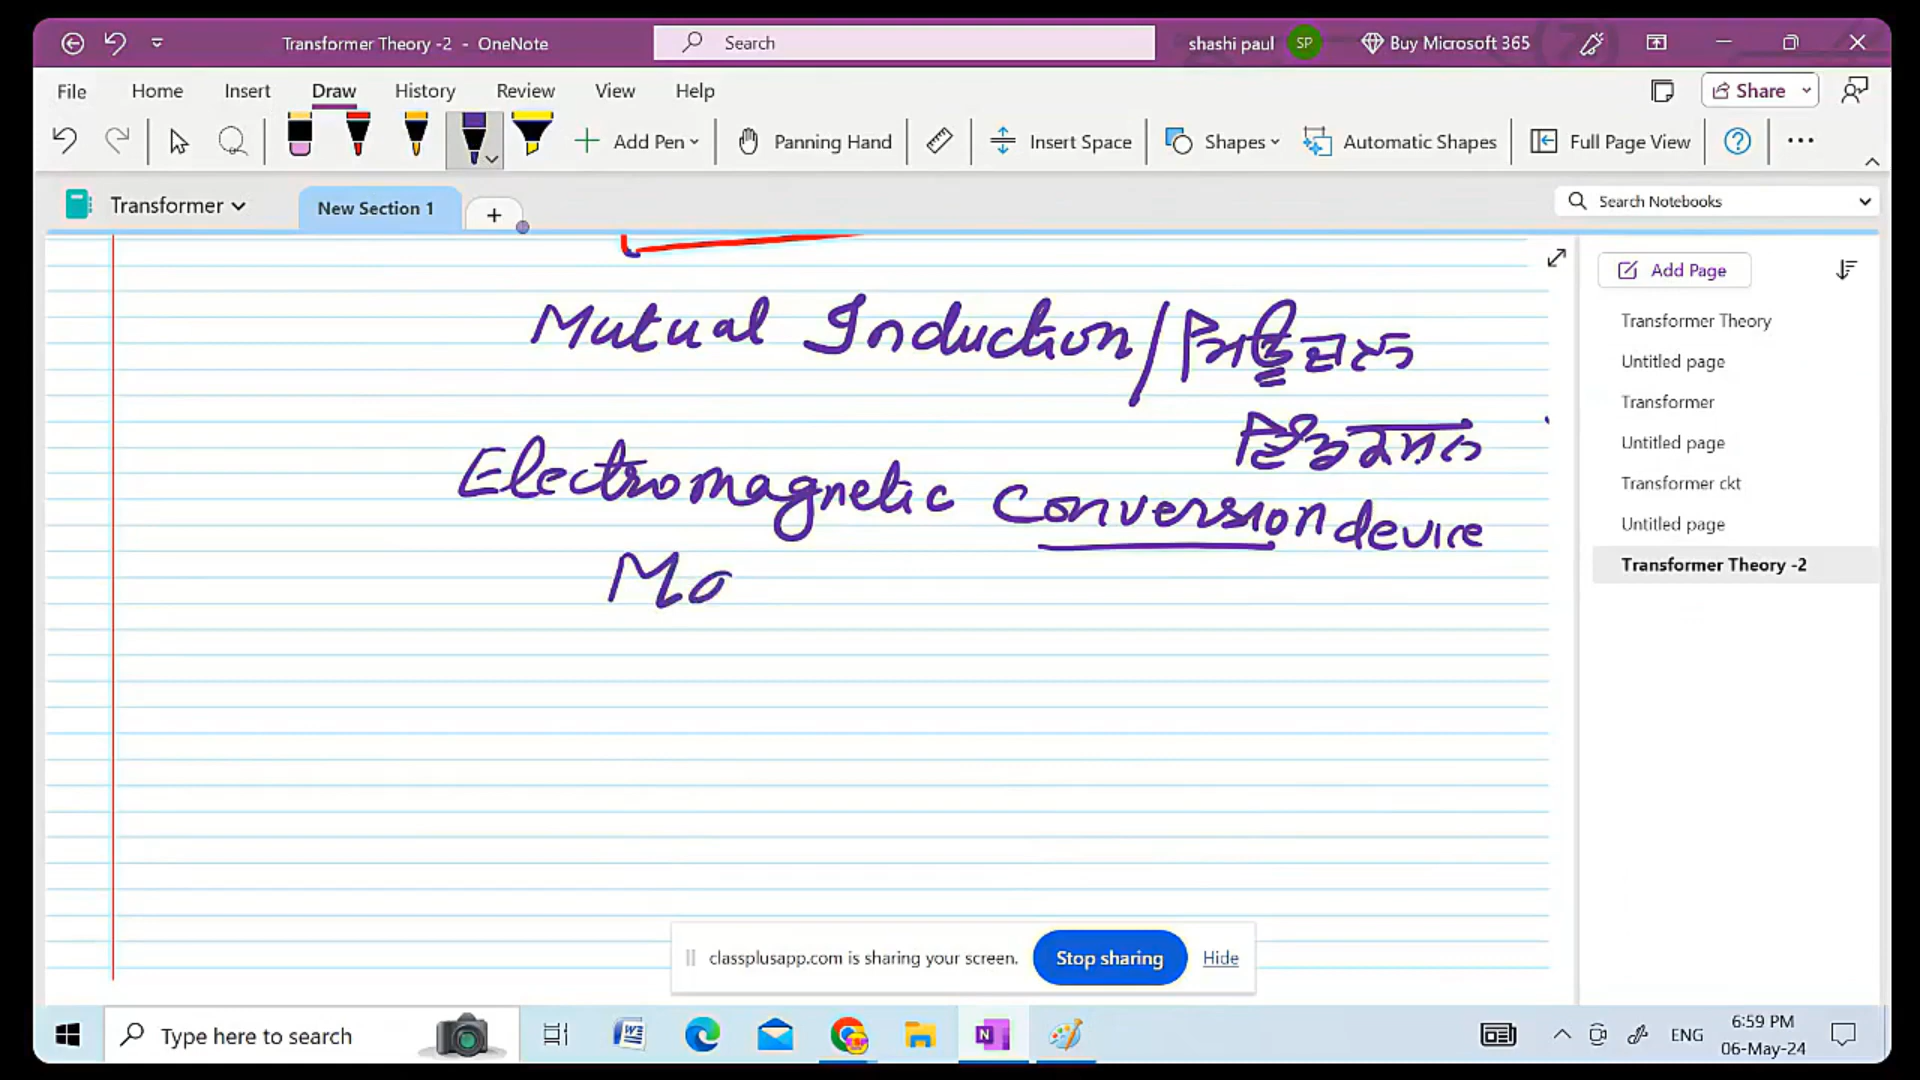 Transformer Theory -2 - OneNote
Search
shashi paul
SP
Buy Microsoft 365
File Home Insert Draw History Review View Help
Share
Add Pen
Panning Hand
Insert Space
Shapes
Automatic Shapes
Full Page View
Transformer
New Section 1
Search Notebooks
Add Page
Transformer Theory
Untitled page
Transformer
Untitled page
Transformer ckt
Untitled page
Transformer Theory -2
Mutual Induction/
Electromagnetic Conversion device
Mo
classplusapp.com is sharing your screen.
Stop sharing
Hide
Type here to search
ENG
6:59 PM
06-May-24